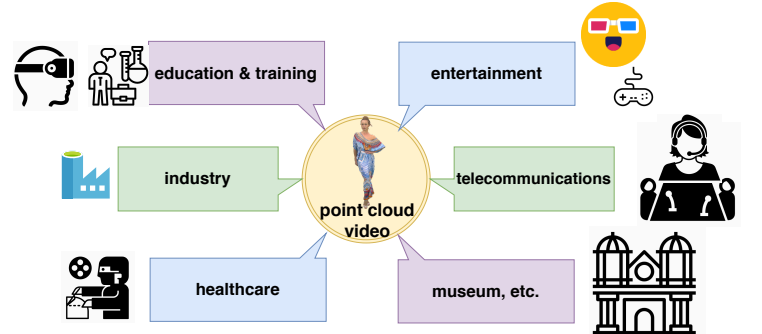 education & training
entertainment
industry
telecommunications
point cloud
video
healthcare
museum, etc.